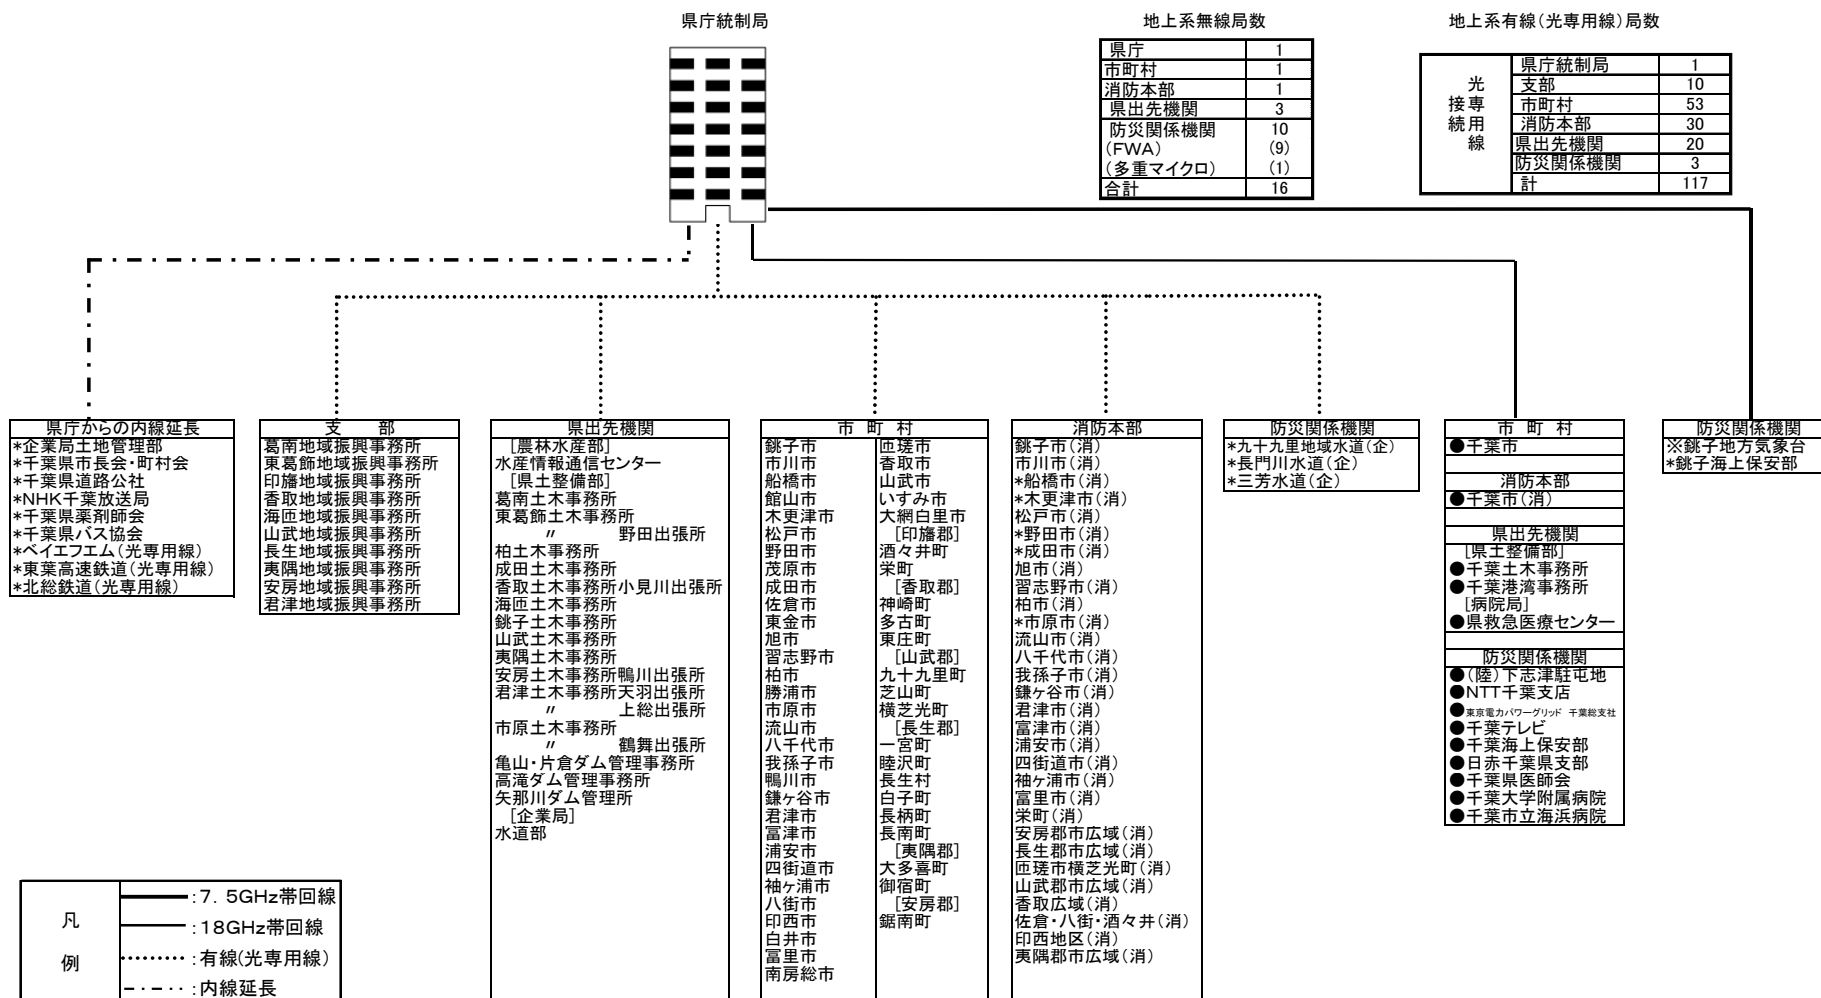 県庁統制局
地上系無線局数
県庁 1
市町村 1
消防本部 1
県出先機関 3
防災関係機関 10
(FWA) (9)
(多重マイクロ) (1)
合計 16
地上系有線(光専用線)局数
光専用線接続
県庁統制局 1
支部 10
市町村 53
消防本部 30
県出先機関 20
防災関係機関 3
計 117
県庁からの内線延長
*企業局土地管理部
*千葉県市長会・町村会
*千葉県道路公社
*NHK千葉放送局
*千葉県薬剤師会
*千葉県バス協会
*ベイエフエム(光専用線)
*東葉高速鉄道(光専用線)
*北総鉄道(光専用線)
支 部
葛南地域振興事務所
東葛飾地域振興事務所
印旛地域振興事務所
香取地域振興事務所
海匝地域振興事務所
山武地域振興事務所
長生地域振興事務所
夷隅地域振興事務所
安房地域振興事務所
君津地域振興事務所
県出先機関
[農林水産部]
水産情報通信センター
[県土整備部]
葛南土木事務所
東葛飾土木事務所
〃 野田出張所
柏土木事務所
成田土木事務所
香取土木事務所小見川出張所
海匝土木事務所
銚子土木事務所
山武土木事務所
夷隅土木事務所
安房土木事務所鴨川出張所
君津土木事務所天羽出張所
〃 上総出張所
市原土木事務所
〃 鶴舞出張所
亀山・片倉ダム管理事務所
高滝ダム管理事務所
矢那川ダム管理所
[企業局]
水道部
市 町 村
銚子市
市川市
船橋市
館山市
木更津市
松戸市
野田市
茂原市
成田市
佐倉市
東金市
旭市
習志野市
柏市
勝浦市
市原市
流山市
八千代市
我孫子市
鴨川市
鎌ヶ谷市
君津市
富津市
浦安市
四街道市
袖ヶ浦市
八街市
印西市
白井市
富里市
南房総市
匝瑳市
香取市
山武市
いすみ市
大網白里市
[印旛郡]
酒々井町
栄町
[香取郡]
神崎町
多古町
東庄町
[山武郡]
九十九里町
芝山町
横芝光町
[長生郡]
一宮町
睦沢町
長生村
白子町
長柄町
長南町
[夷隅郡]
大多喜町
御宿町
[安房郡]
鋸南町
消防本部
銚子市(消)
市川市(消)
*船橋市(消)
*木更津市(消)
松戸市(消)
*野田市(消)
*成田市(消)
旭市(消)
習志野市(消)
柏市(消)
*市原市(消)
流山市(消)
八千代市(消)
我孫子市(消)
鎌ヶ谷市(消)
君津市(消)
富津市(消)
浦安市(消)
四街道市(消)
袖ヶ浦市(消)
富里市(消)
栄町(消)
安房郡市広域(消)
長生郡市広域(消)
匝瑳市横芝光町(消)
山武郡市広域(消)
香取広域(消)
佐倉・八街・酒々井(消)
印西地区(消)
夷隅郡市広域(消)
防災関係機関
*九十九里地域水道(企)
*長門川水道(企)
*三芳水道(企)
市 町 村
●千葉市
消防本部
●千葉市(消)
県出先機関
[県土整備部]
●千葉土木事務所
●千葉港湾事務所
[病院局]
●県救急医療センター
防災関係機関
●(陸)下志津駐屯地
●NTT千葉支店
●東京電力パワーグリッド 千葉総支社
●千葉テレビ
●千葉海上保安部
●日赤千葉県支部
●千葉県医師会
●千葉大学附属病院
●千葉市立海浜病院
防災関係機関
※銚子地方気象台
*銚子海上保安部
凡例
:7.5GHz帯回線
:18GHz帯回線
:有線(光専用線)
:内線延長